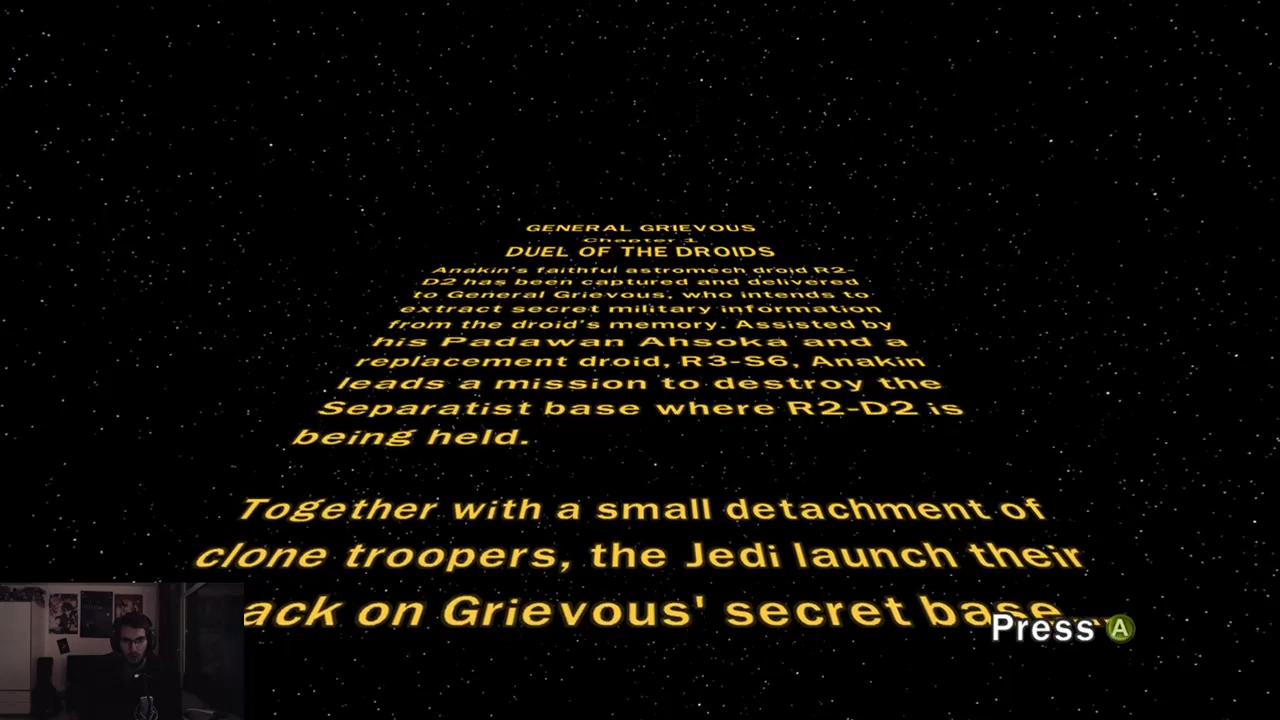 GENERAL GRIEVOUS
Chapter 1
DUEL OF THE DROIDS
Anakin's faithful astromech droid R2-
D2 has been captured and delivered
to General Grievous, who intends to
extract secret military information
from the droid's memory. Assisted by
his Padawan Ahsoka and a
replacement droid, R3-S6, Anakin
leads a mission to destroy the
Separatist base where R2-D2 is
being held.
Together with a small detachment of
clone troopers, the Jedi launch their
ack on Grievous' secret base....
Press A